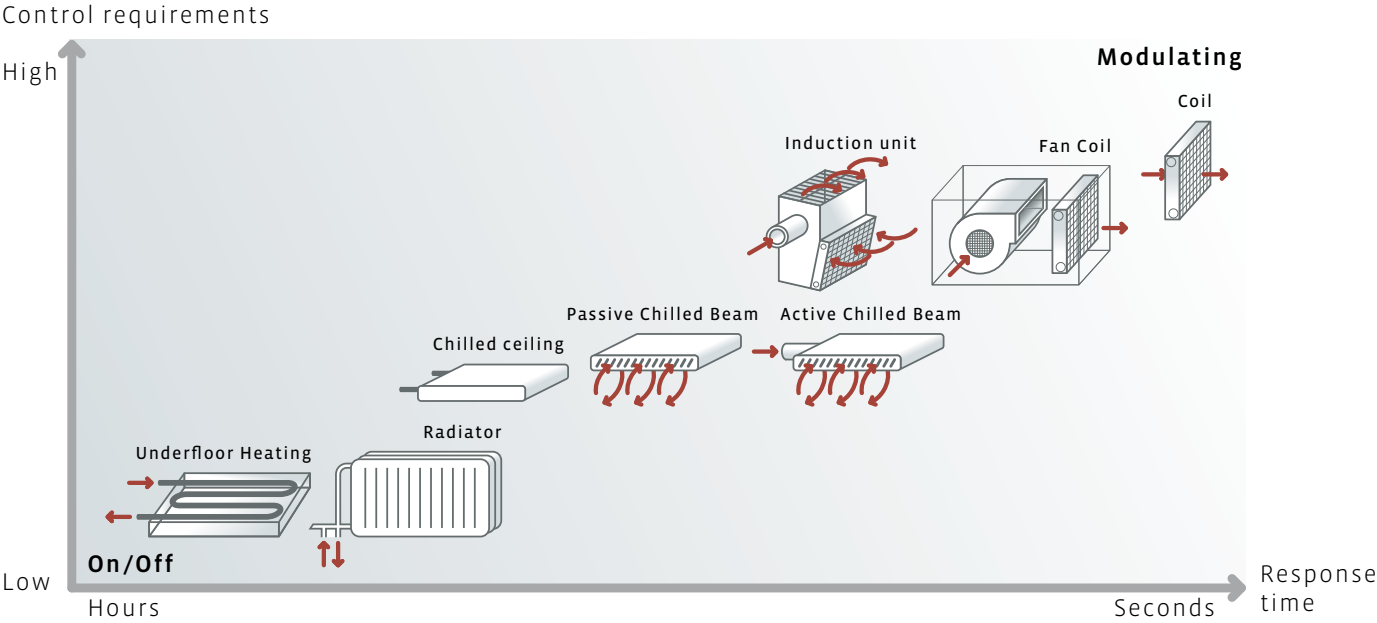 Control requirements
High
Modulating
Coil
Induction unit
Fan Coil
Passive Chilled Beam
Active Chilled Beam
Chilled ceiling
Radiator
Underfloor Heating
On/Off
Low
Hours
Seconds
Response
time